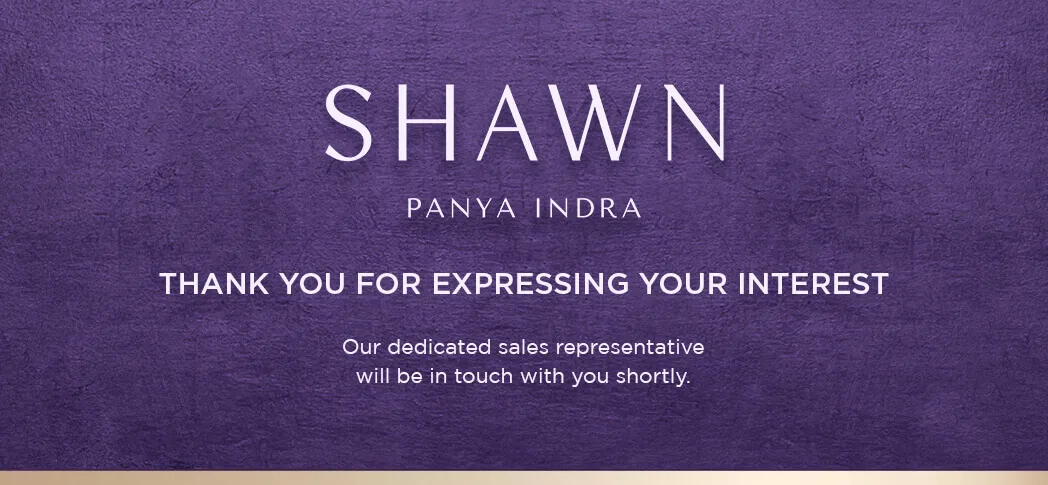 SHAWN
PANYA INDRA
THANK YOU FOR EXPRESSING YOUR INTEREST
Our dedicated sales representative
will be in touch with you shortly.